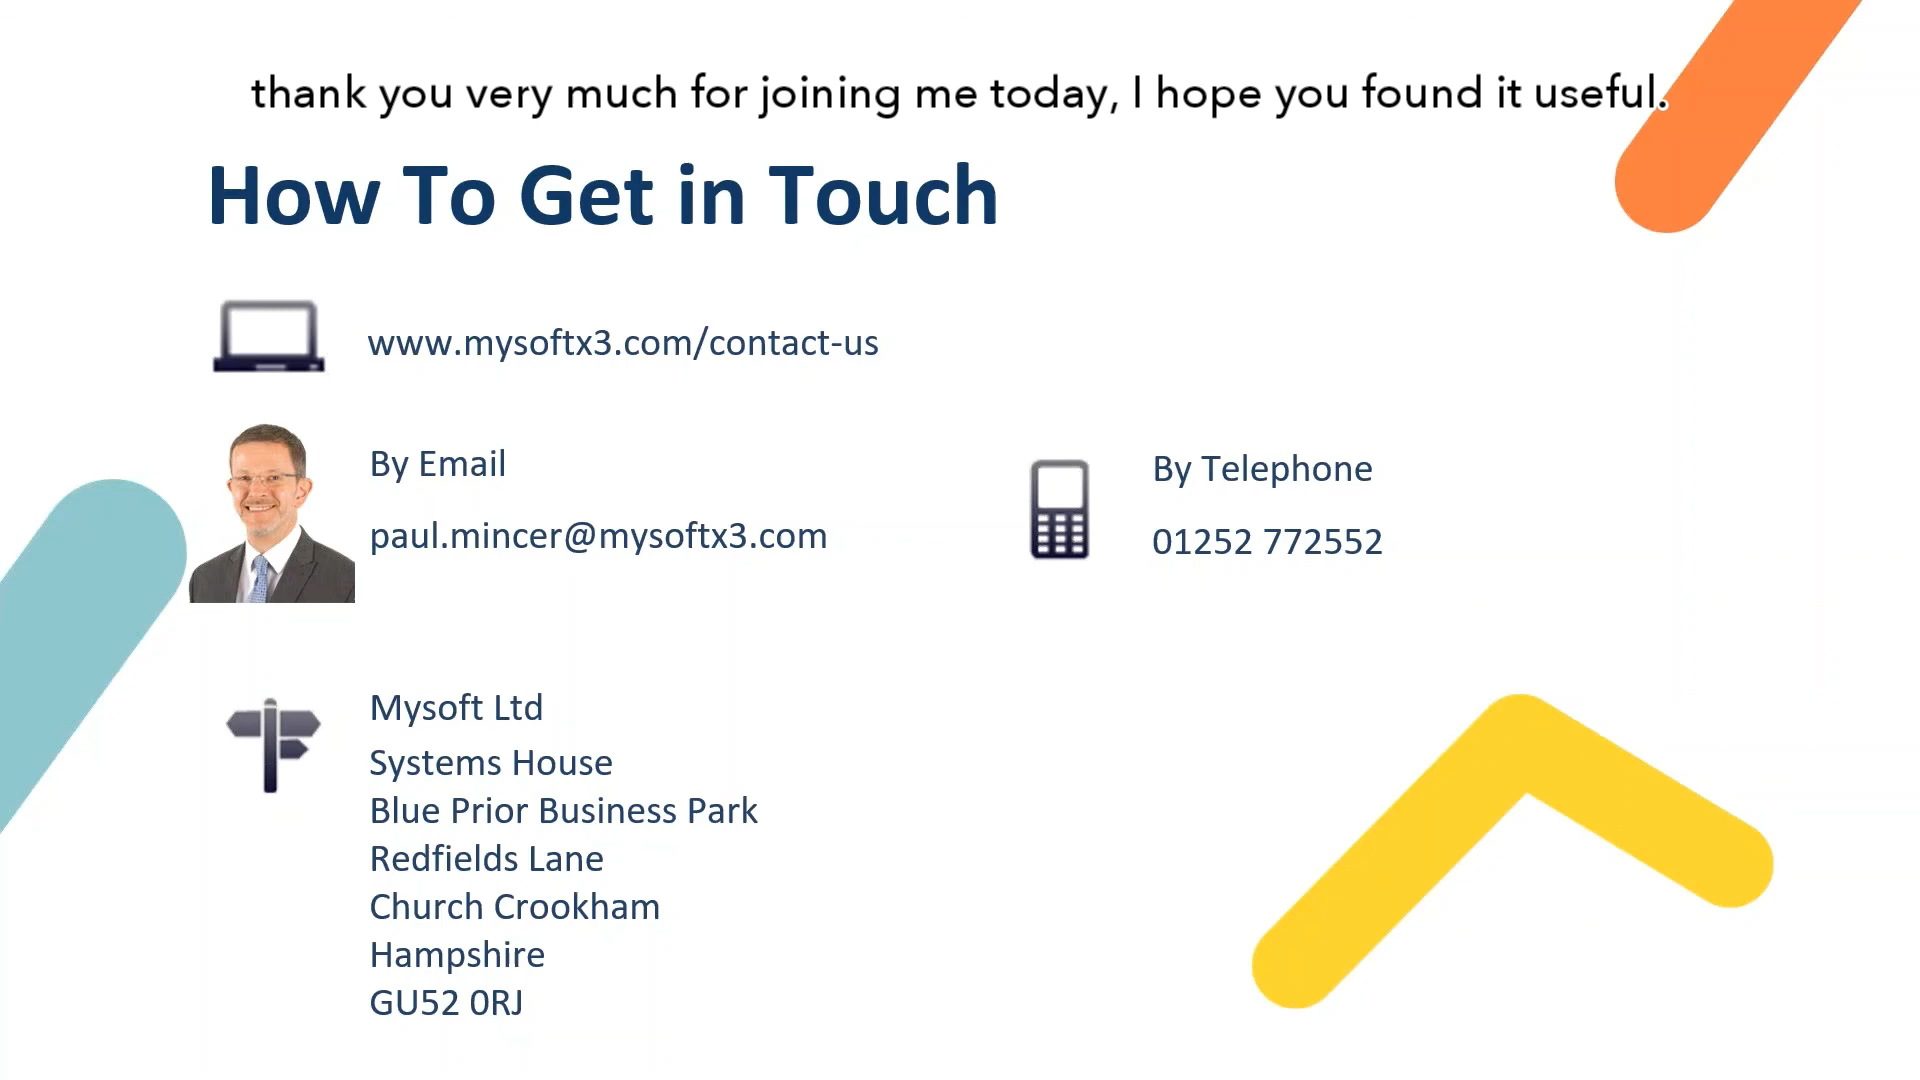 thank you very much for joining me today, I hope you found it useful.
How To Get in Touch
www.mysoftx3.com/contact-us
By Email
paul.mincer@mysoftx3.com
By Telephone
01252 772552
Mysoft Ltd
Systems House
Blue Prior Business Park
Redfields Lane
Church Crookham
Hampshire
GU52 0RJ